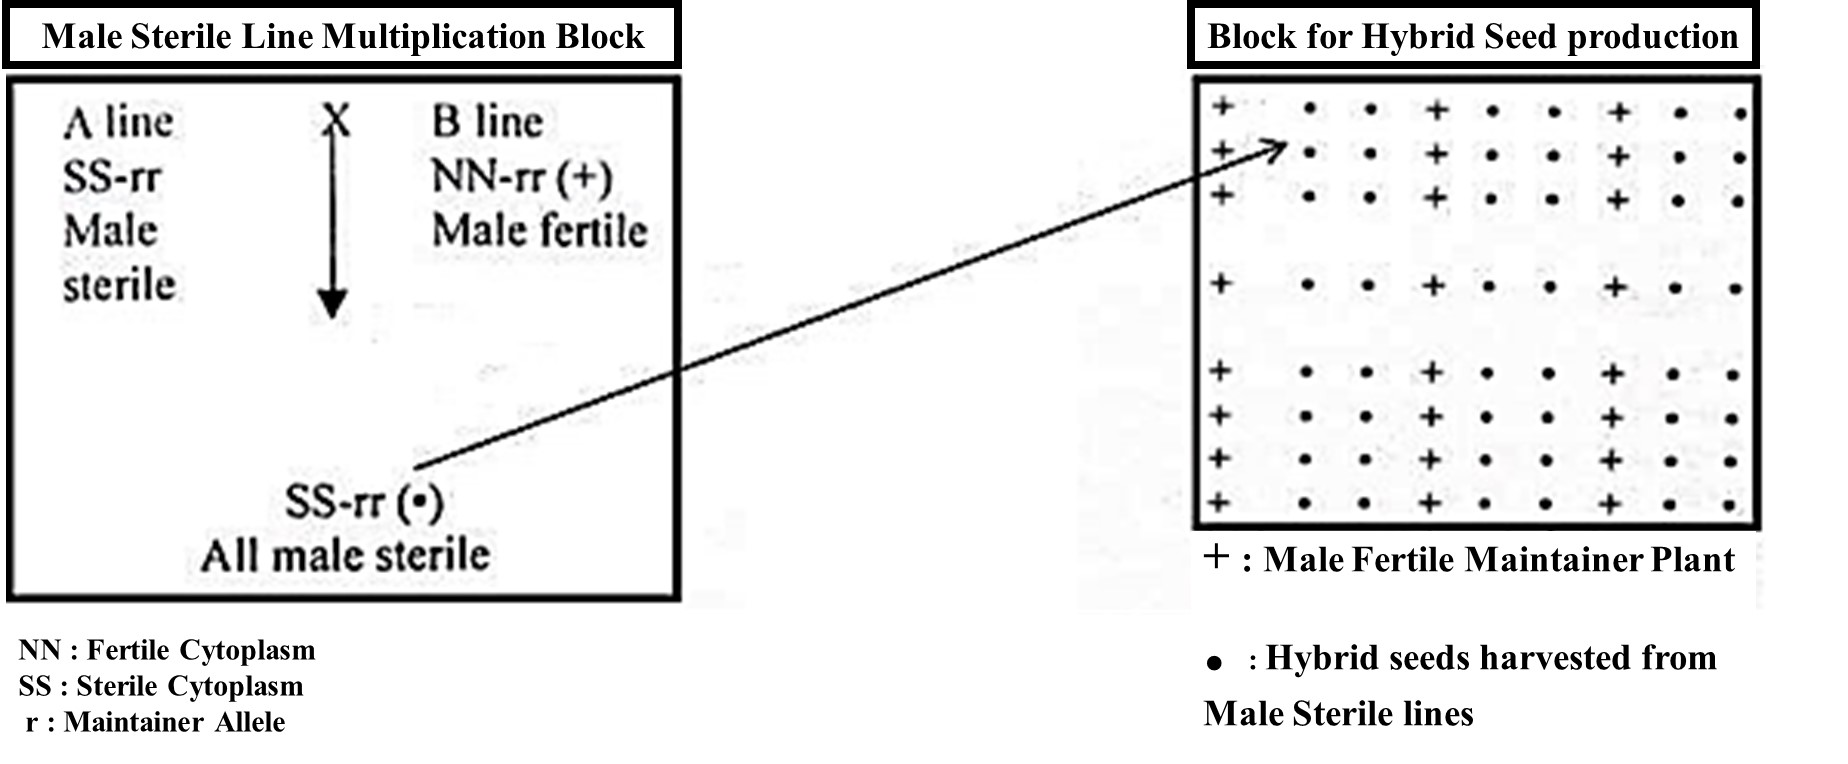 Male Sterile Line Multiplication Block
A line X B line
SS-rr NN-rr (+)
Male Male fertile
sterile
SS-rr (•)
All male sterile
NN : Fertile Cytoplasm
SS : Sterile Cytoplasm
r : Maintainer Allele
Block for Hybrid Seed production
+ • • + • • + • •
+ • • + • • + • •
+ • • + • • + • •
+ • • + • • + • •
+ • • + • • + • •
+ • • + • • + • •
+ • • + • • + • •
+ • • + • • + • •
+ : Male Fertile Maintainer Plant
• : Hybrid seeds harvested from
Male Sterile lines